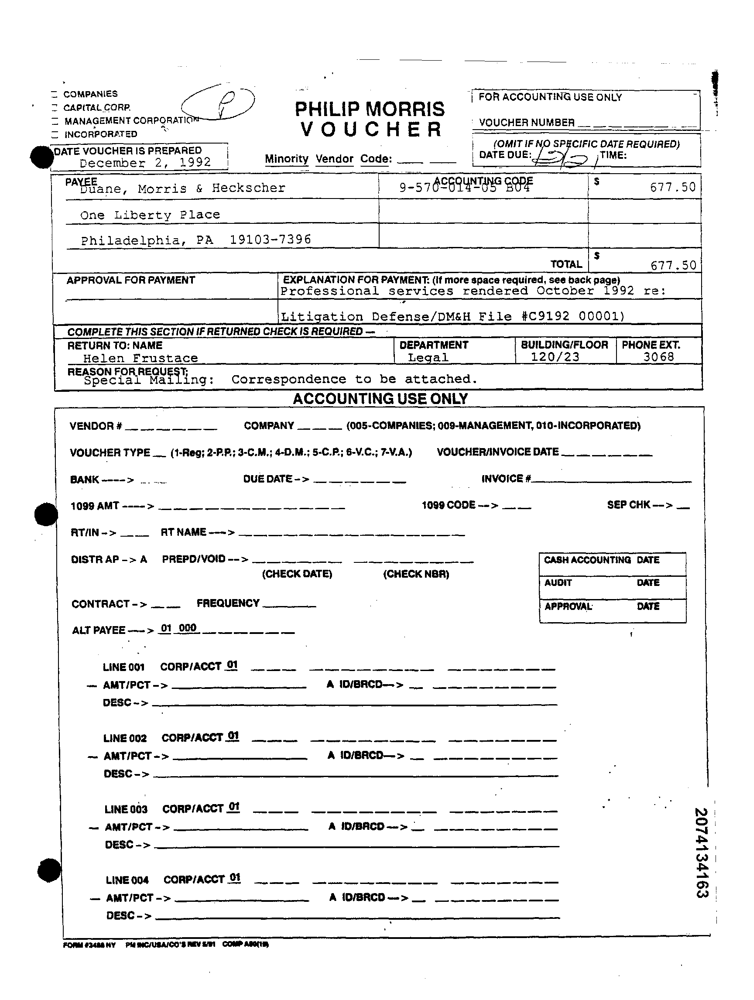 COMPANIES
CAPITAL CORP.
MANAGEMENT CORPORATION
INCORPORATED
P
PHILIP MORRIS
VOUCHER
FOR ACCOUNTING USE ONLY
VOUCHER NUMBER
DATE VOUCHER IS PREPARED
December 2, 1992
Minority Vendor Code:
(OMIT IF NO SPECIFIC DATE REQUIRED)
DATE DUE: TIME:
PAYEE ACCOUNTING CODE $
Duane, Morris & Heckscher 9-570-014-05 B04 677.50
One Liberty Place
Philadelphia, PA 19103-7396
TOTAL $ 677.50
APPROVAL FOR PAYMENT EXPLANATION FOR PAYMENT: (If more space required, see back page)
Professional services rendered October 1992 re:
Litigation Defense/DM&H File #C9192 00001)
COMPLETE THIS SECTION IF RETURNED CHECK IS REQUIRED —
RETURN TO: NAME DEPARTMENT BUILDING/FLOOR PHONE EXT.
Helen Frustace Legal 120/23 3068
REASON FOR REQUEST:
Special Mailing: Correspondence to be attached.
ACCOUNTING USE ONLY
VENDOR # COMPANY (005-COMPANIES; 009-MANAGEMENT, 010-INCORPORATED)
VOUCHER TYPE (1-Reg; 2-P.P.; 3-C.M.; 4-D.M.; 5-C.P.; 6-V.C.; 7-V.A.) VOUCHER/INVOICE DATE
BANK ----> DUE DATE -> INVOICE #
1099 AMT ----> 1099 CODE --> SEP CHK -->
RT/IN -> RT NAME --->
DISTR AP -> A PREPD/VOID -->
(CHECK DATE) (CHECK NBR)
CASH ACCOUNTING DATE
AUDIT DATE
APPROVAL DATE
CONTRACT -> FREQUENCY
ALT PAYEE ---> 01 000
LINE 001 CORP/ACCT 01
— AMT/PCT -> A ID/BRCD-->
DESC ->
LINE 002 CORP/ACCT 01
— AMT/PCT -> A ID/BRCD-->
DESC ->
LINE 003 CORP/ACCT 01
— AMT/PCT -> A ID/BRCD -->
DESC ->
LINE 004 CORP/ACCT 01
— AMT/PCT -> A ID/BRCD -->
DESC ->
2074134163
FORM #3488 NY PM INC/USA/CO'S REV 5/91